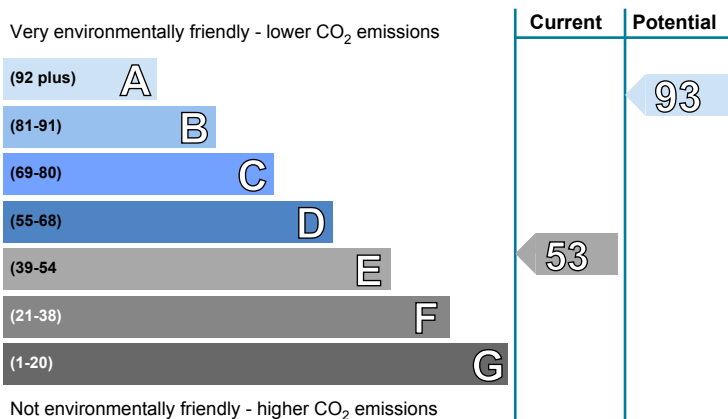 Very environmentally friendly - lower CO2 emissions
Current
Potential
(92 plus) A
93
(81-91) B
(69-80) C
(55-68) D
(39-54 E
53
(21-38) F
(1-20) G
Not environmentally friendly - higher CO2 emissions